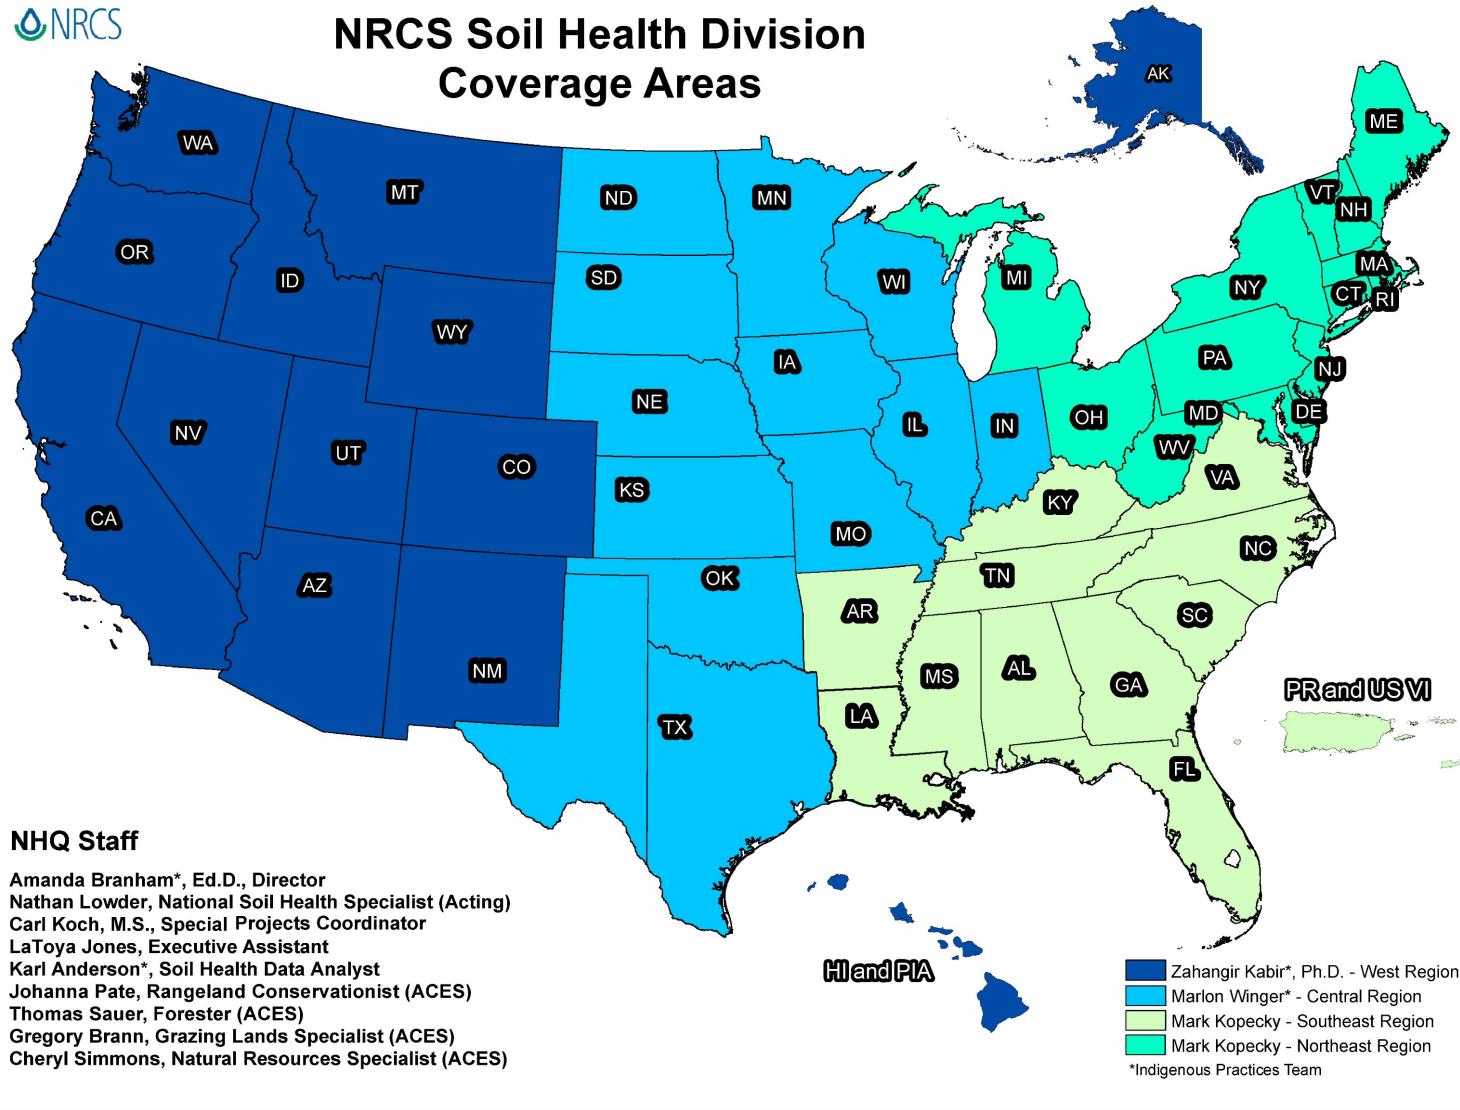 NRCS
NRCS Soil Health Division
Coverage Areas
AK
WA
MT
ND
MN
ME
VT
NH
OR
ID
SD
WI
MI
NY
MA
CT
RI
WY
IA
PA
NJ
NV
UT
CO
NE
IL
IN
OH
MD
DE
WV
CA
KS
MO
KY
VA
AZ
NM
OK
AR
TN
NC
SC
TX
LA
MS
AL
GA
FL
PR and US VI
HI and PIA
NHQ Staff
Amanda Branham*, Ed.D., Director
Nathan Lowder, National Soil Health Specialist (Acting)
Carl Koch, M.S., Special Projects Coordinator
LaToya Jones, Executive Assistant
Karl Anderson*, Soil Health Data Analyst
Johanna Pate, Rangeland Conservationist (ACES)
Thomas Sauer, Forester (ACES)
Gregory Brann, Grazing Lands Specialist (ACES)
Cheryl Simmons, Natural Resources Specialist (ACES)
Zahangir Kabir*, Ph.D. - West Region
Marlon Winger* - Central Region
Mark Kopecky - Southeast Region
Mark Kopecky - Northeast Region
*Indigenous Practices Team